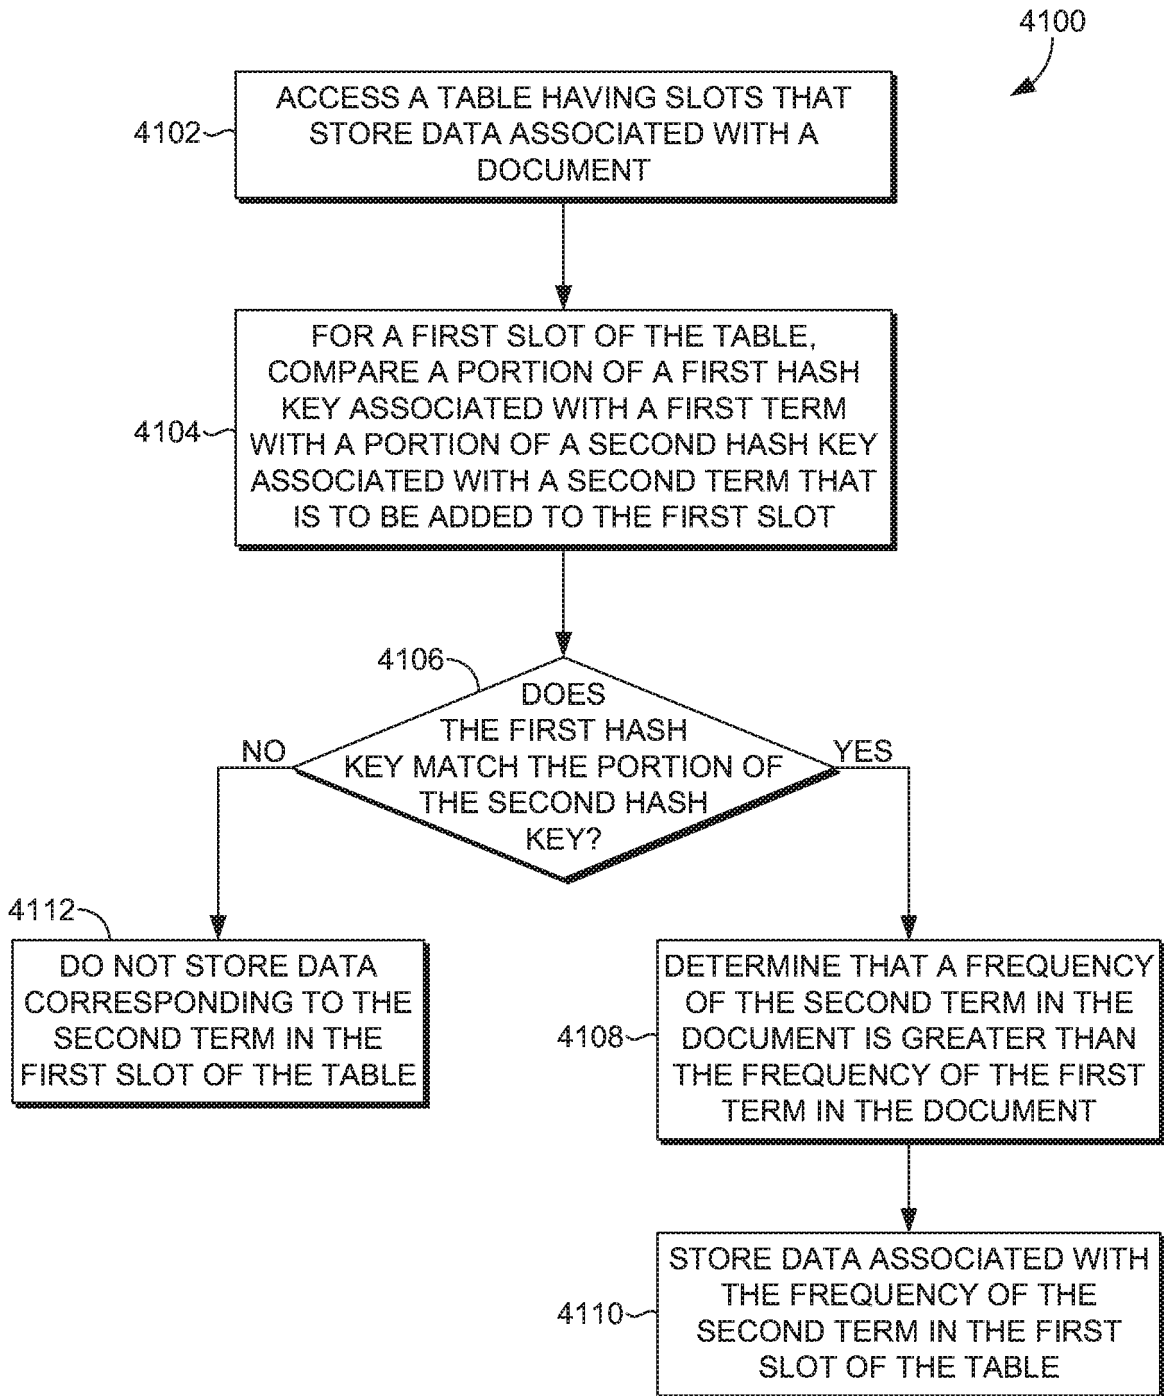 4100
ACCESS A TABLE HAVING SLOTS THAT
STORE DATA ASSOCIATED WITH A
DOCUMENT
4102
FOR A FIRST SLOT OF THE TABLE,
COMPARE A PORTION OF A FIRST HASH
KEY ASSOCIATED WITH A FIRST TERM
WITH A PORTION OF A SECOND HASH KEY
ASSOCIATED WITH A SECOND TERM THAT
IS TO BE ADDED TO THE FIRST SLOT
4104
4106
DOES
THE FIRST HASH
KEY MATCH THE PORTION OF
THE SECOND HASH
KEY?
NO
YES
4112
DO NOT STORE DATA
CORRESPONDING TO THE
SECOND TERM IN THE
FIRST SLOT OF THE TABLE
DETERMINE THAT A FREQUENCY
OF THE SECOND TERM IN THE
DOCUMENT IS GREATER THAN
THE FREQUENCY OF THE FIRST
TERM IN THE DOCUMENT
4108
STORE DATA ASSOCIATED WITH
THE FREQUENCY OF THE
SECOND TERM IN THE FIRST
SLOT OF THE TABLE
4110